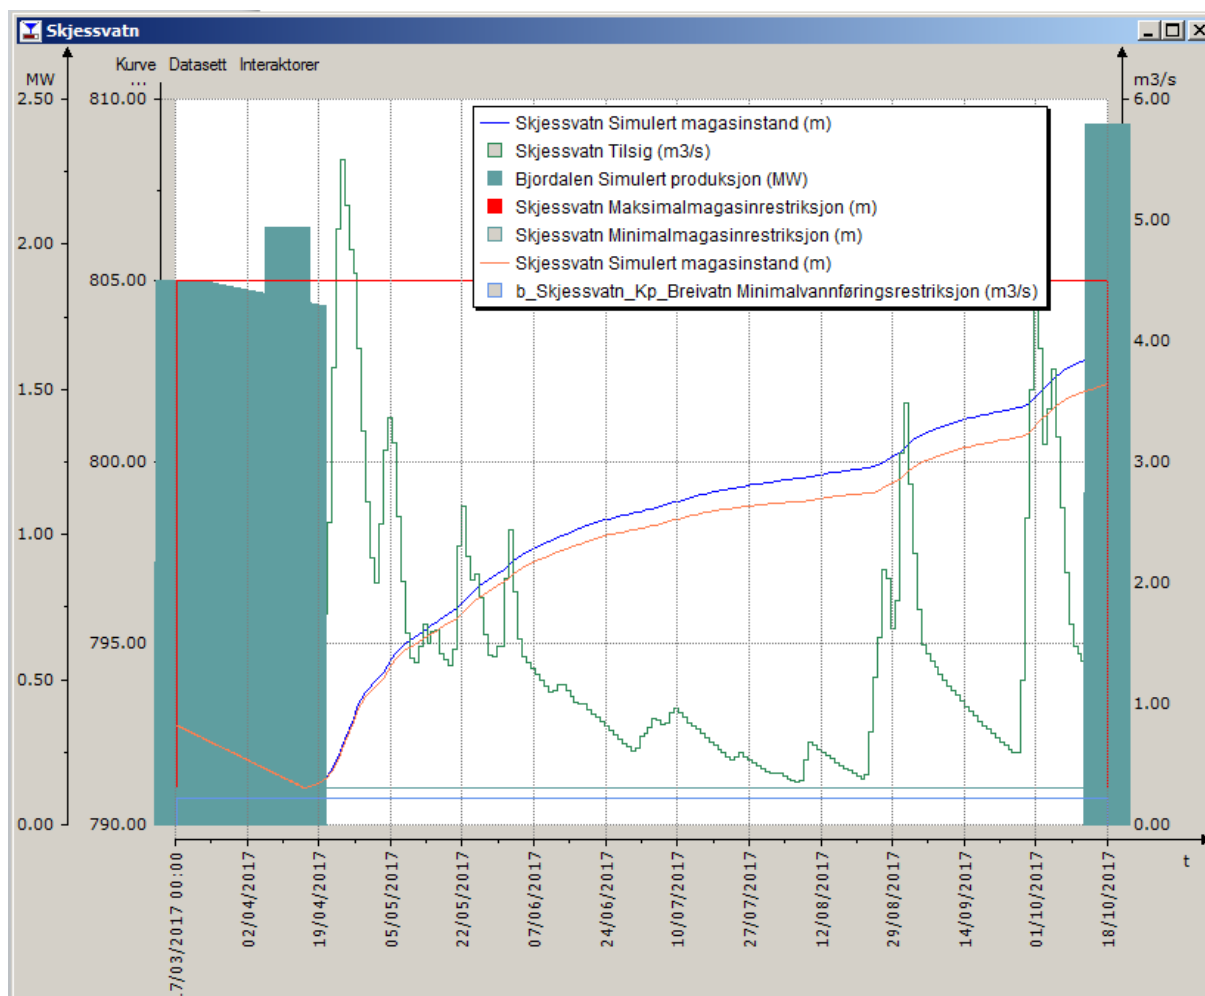 Skjessvatn
Kurve Datasett Interaktorer
MW
...
m3/s
2.50
810.00
6.00
Skjessvatn Simulert magasinstand (m)
Skjessvatn Tilsig (m3/s)
Bjordalen Simulert produksjon (MW)
Skjessvatn Maksimalmagasinrestriksjon (m)
Skjessvatn Minimalmagasinrestriksjon (m)
Skjessvatn Simulert magasinstand (m)
b_Skjessvatn_Kp_Breivatn Minimalvannføringsrestriksjon (m3/s)
5.00
2.00
805.00
4.00
1.50
800.00
3.00
1.00
2.00
795.00
0.50
1.00
0.00
790.00
0.00
t
7/03/2017 00:00
02/04/2017
19/04/2017
05/05/2017
22/05/2017
07/06/2017
24/06/2017
10/07/2017
27/07/2017
12/08/2017
29/08/2017
14/09/2017
01/10/2017
18/10/2017